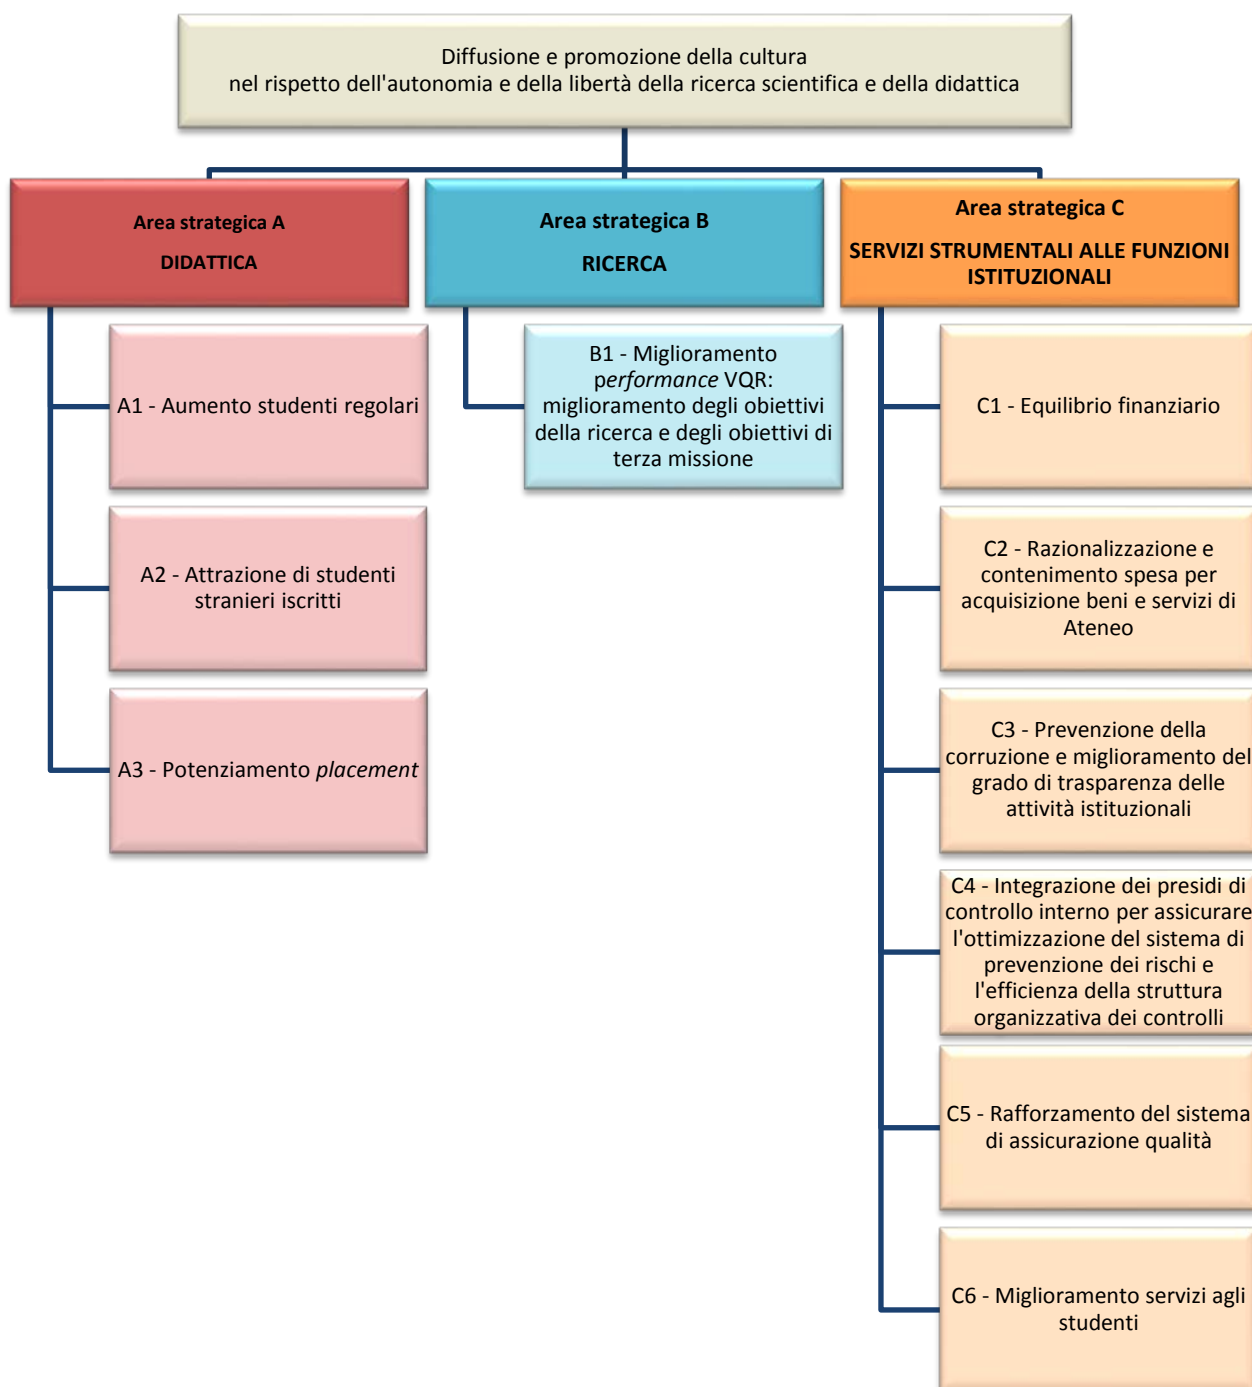 Diffusione e promozione della cultura
nel rispetto dell'autonomia e della libertà della ricerca scientifica e della didattica
Area strategica A
DIDATTICA
A1 - Aumento studenti regolari
A2 - Attrazione di studenti
stranieri iscritti
A3 - Potenziamento placement
Area strategica B
RICERCA
B1 - Miglioramento
performance VQR:
miglioramento degli obiettivi
della ricerca e degli obiettivi di
terza missione
Area strategica C
SERVIZI STRUMENTALI ALLE FUNZIONI
ISTITUZIONALI
C1 - Equilibrio finanziario
C2 - Razionalizzazione e
contenimento spesa per
acquisizione beni e servizi di
Ateneo
C3 - Prevenzione della
corruzione e miglioramento del
grado di trasparenza delle
attività istituzionali
C4 - Integrazione dei presidi di
controllo interno per assicurare
l'ottimizzazione del sistema di
prevenzione dei rischi e
l'efficienza della struttura
organizzativa dei controlli
C5 - Rafforzamento del sistema
di assicurazione qualità
C6 - Miglioramento servizi agli
studenti